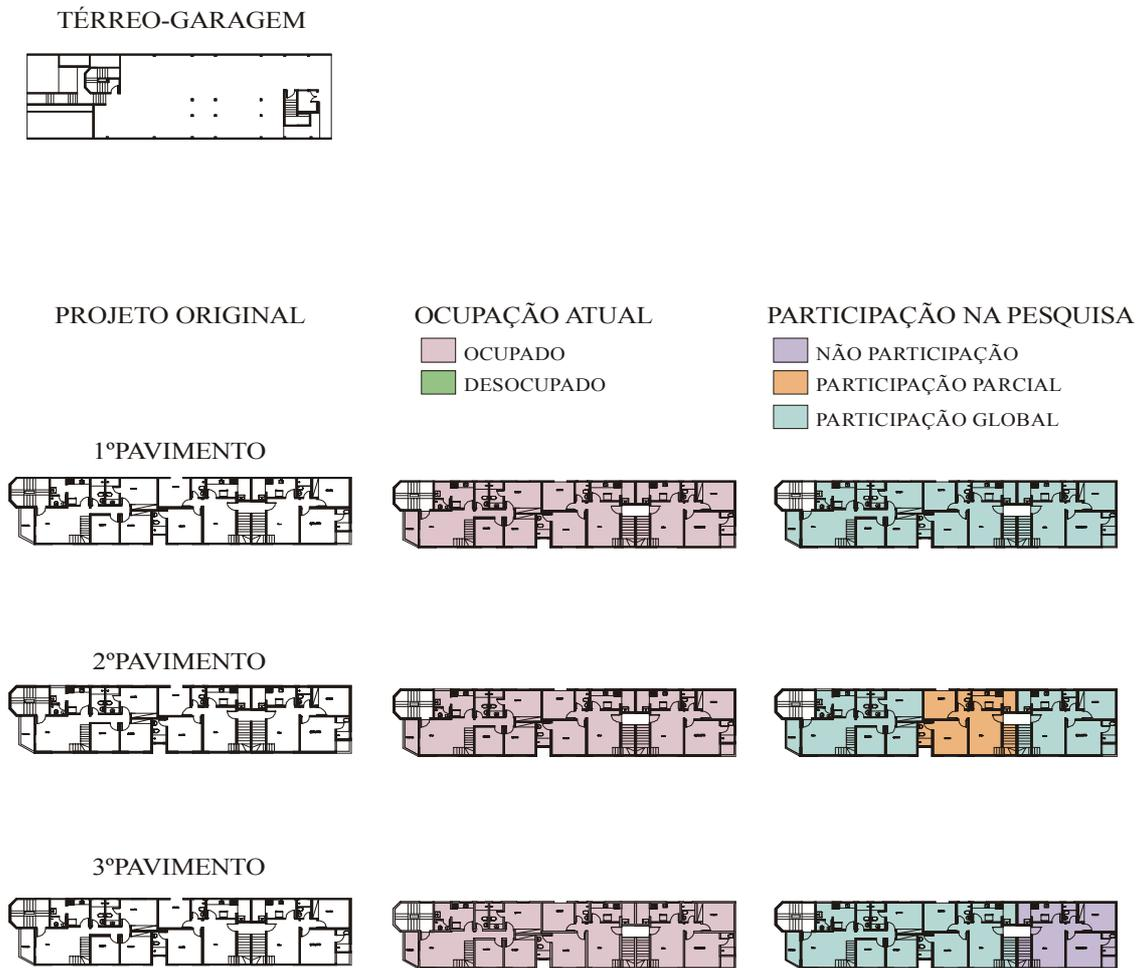 TÉRREO-GARAGEM
PROJETO ORIGINAL
OCUPAÇÃO ATUAL
OCUPADO
DESOCUPADO
PARTICIPAÇÃO NA PESQUISA
NÃO PARTICIPAÇÃO
PARTICIPAÇÃO PARCIAL
PARTICIPAÇÃO GLOBAL
1ºPAVIMENTO
2ºPAVIMENTO
3ºPAVIMENTO